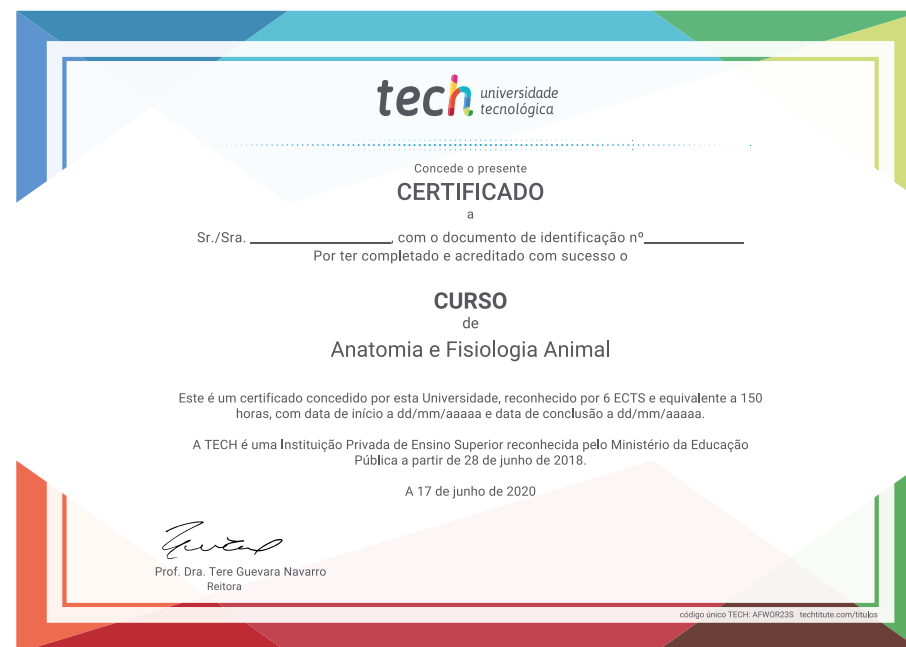 tech universidade
tecnológica
Concede o presente
CERTIFICADO
a
Sr./Sra. ____________________, com o documento de identificação nº______________
Por ter completado e acreditado com sucesso o
CURSO
de
Anatomia e Fisiologia Animal
Este é um certificado concedido por esta Universidade, reconhecido por 6 ECTS e equivalente a 150
horas, com data de início a dd/mm/aaaaa e data de conclusão a dd/mm/aaaaa.
A TECH é uma Instituição Privada de Ensino Superior reconhecida pelo Ministério da Educação
Pública a partir de 28 de junho de 2018.
A 17 de junho de 2020
Prof. Dra. Tere Guevara Navarro
Reitora
código único TECH: AFWOR23S techtitute.com/titulos